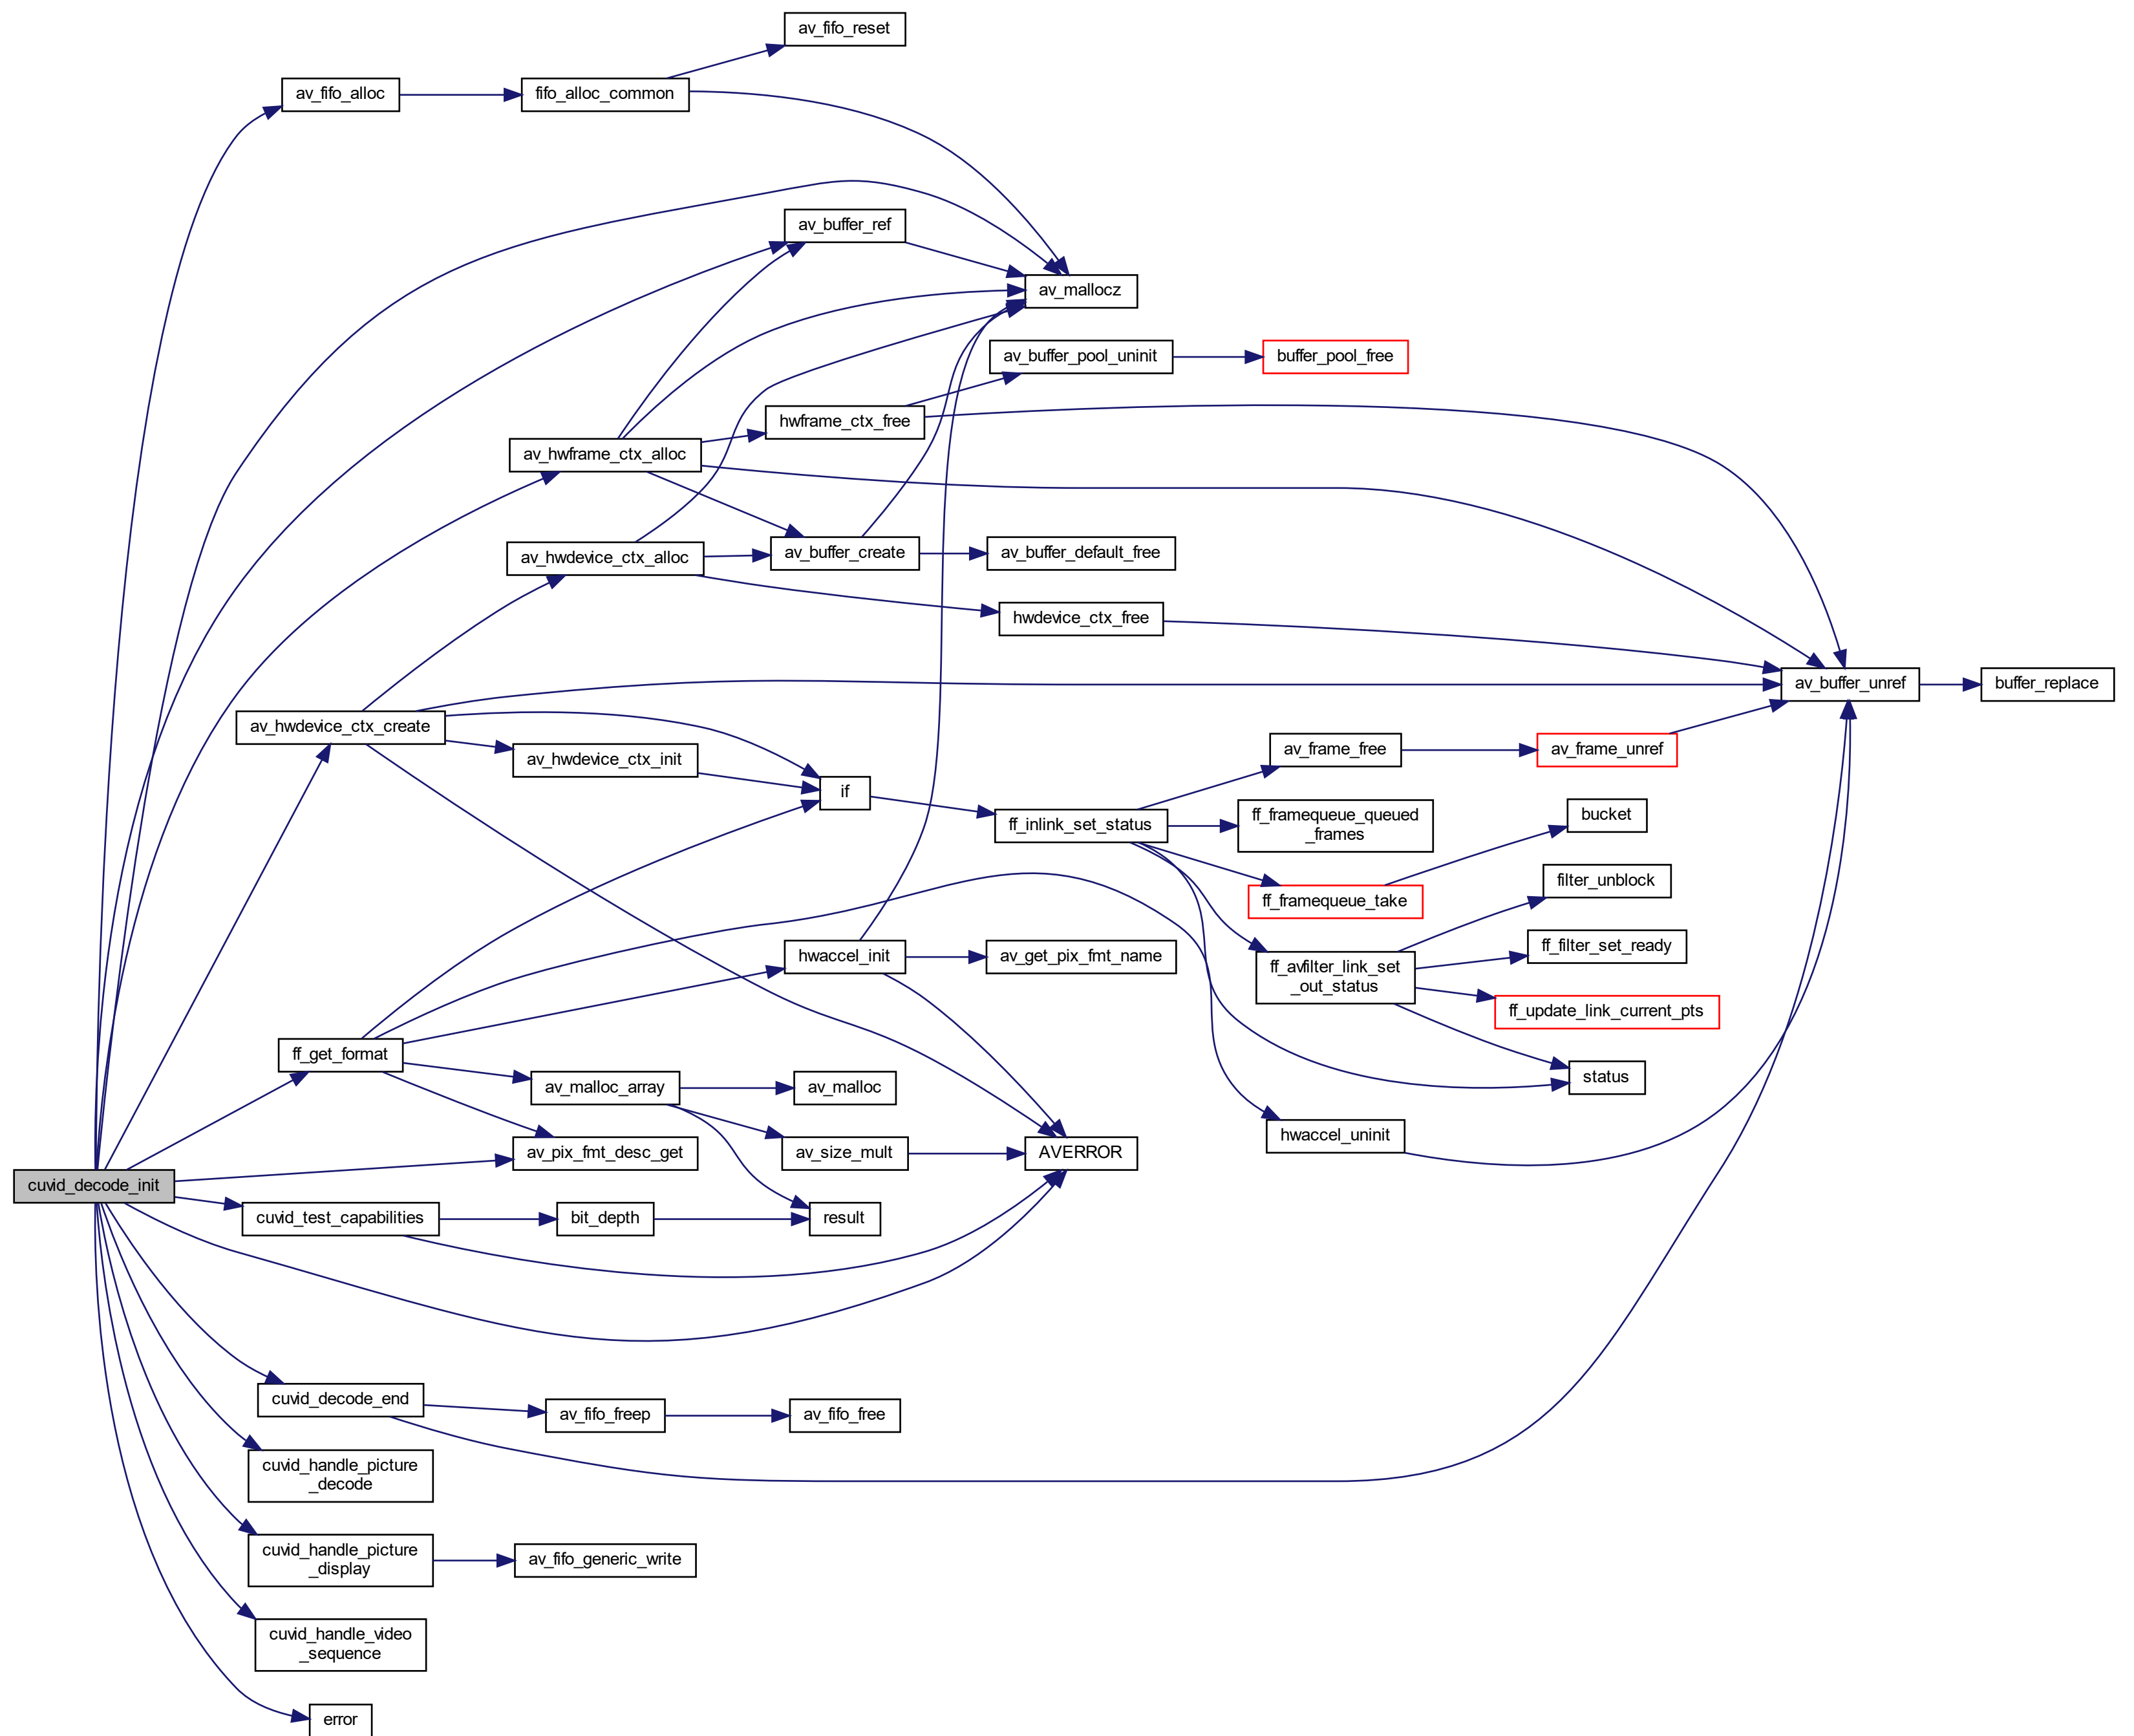 av_fifo_reset
av_fifo_alloc
fifo_alloc_common
av_buffer_ref
av_mallocz
av_buffer_pool_uninit
buffer_pool_free
hwframe_ctx_free
av_hwframe_ctx_alloc
av_hwdevice_ctx_alloc
av_buffer_create
av_buffer_default_free
hwdevice_ctx_free
av_buffer_unref
buffer_replace
av_hwdevice_ctx_create
av_hwdevice_ctx_init
av_frame_free
av_frame_unref
if
ff_inlink_set_status
ff_framequeue_queued
_frames
bucket
filter_unblock
ff_framequeue_take
hwaccel_init
av_get_pix_fmt_name
ff_avfilter_link_set
_out_status
ff_filter_set_ready
ff_update_link_current_pts
ff_get_format
av_malloc_array
av_malloc
status
hwaccel_uninit
av_pix_fmt_desc_get
av_size_mult
AVERROR
cuvid_decode_init
cuvid_test_capabilities
bit_depth
result
cuvid_decode_end
av_fifo_freep
av_fifo_free
cuvid_handle_picture
_decode
cuvid_handle_picture
_display
av_fifo_generic_write
cuvid_handle_video
_sequence
error